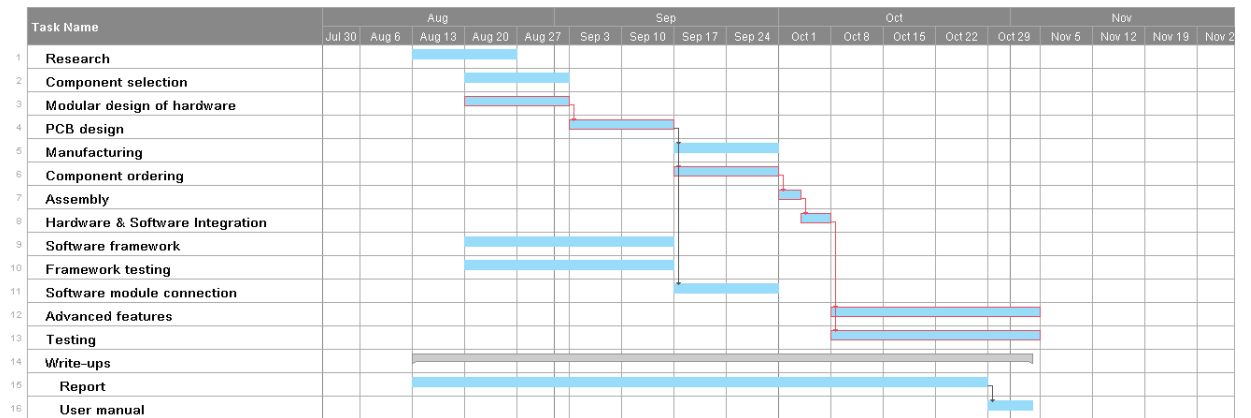 Task Name
Aug Sep Oct Nov
Jul 30 Aug 6 Aug 13 Aug 20 Aug 27 Sep 3 Sep 10 Sep 17 Sep 24 Oct 1 Oct 8 Oct 15 Oct 22 Oct 29 Nov 5 Nov 12 Nov 19 Nov 2
1 Research
2 Component selection
3 Modular design of hardware
4 PCB design
5 Manufacturing
6 Component ordering
7 Assembly
8 Hardware & Software Integration
9 Software framework
10 Framework testing
11 Software module connection
12 Advanced features
13 Testing
14 Write-ups
15 Report
16 User manual